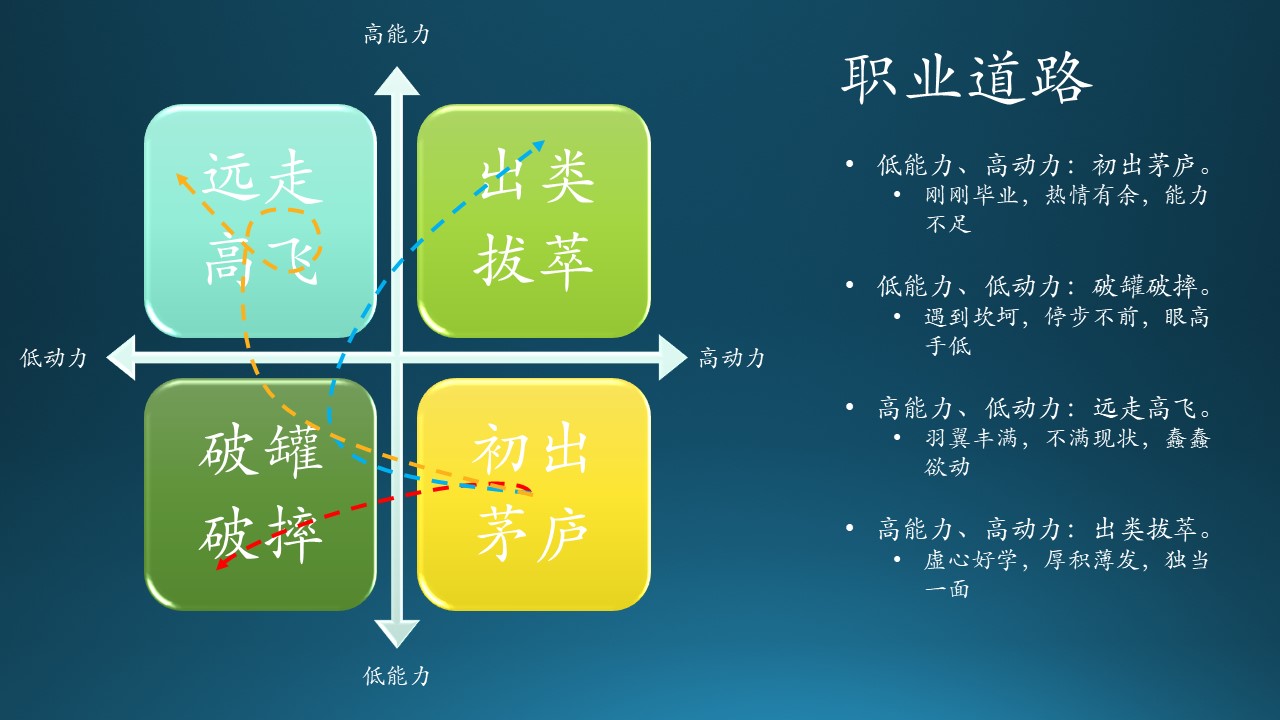 高能力
职业道路
远走
高飞
出类
拔萃
低动力
高动力
破罐
破摔
初出
茅庐
低能力
• 低能力、高动力：初出茅庐。
• 刚刚毕业，热情有余，能力
不足
• 低能力、低动力：破罐破摔。
• 遇到坎坷，停步不前，眼高
手低
• 高能力、低动力：远走高飞。
• 羽翼丰满，不满现状，蠢蠢
欲动
• 高能力、高动力：出类拔萃。
• 虚心好学，厚积薄发，独当
一面